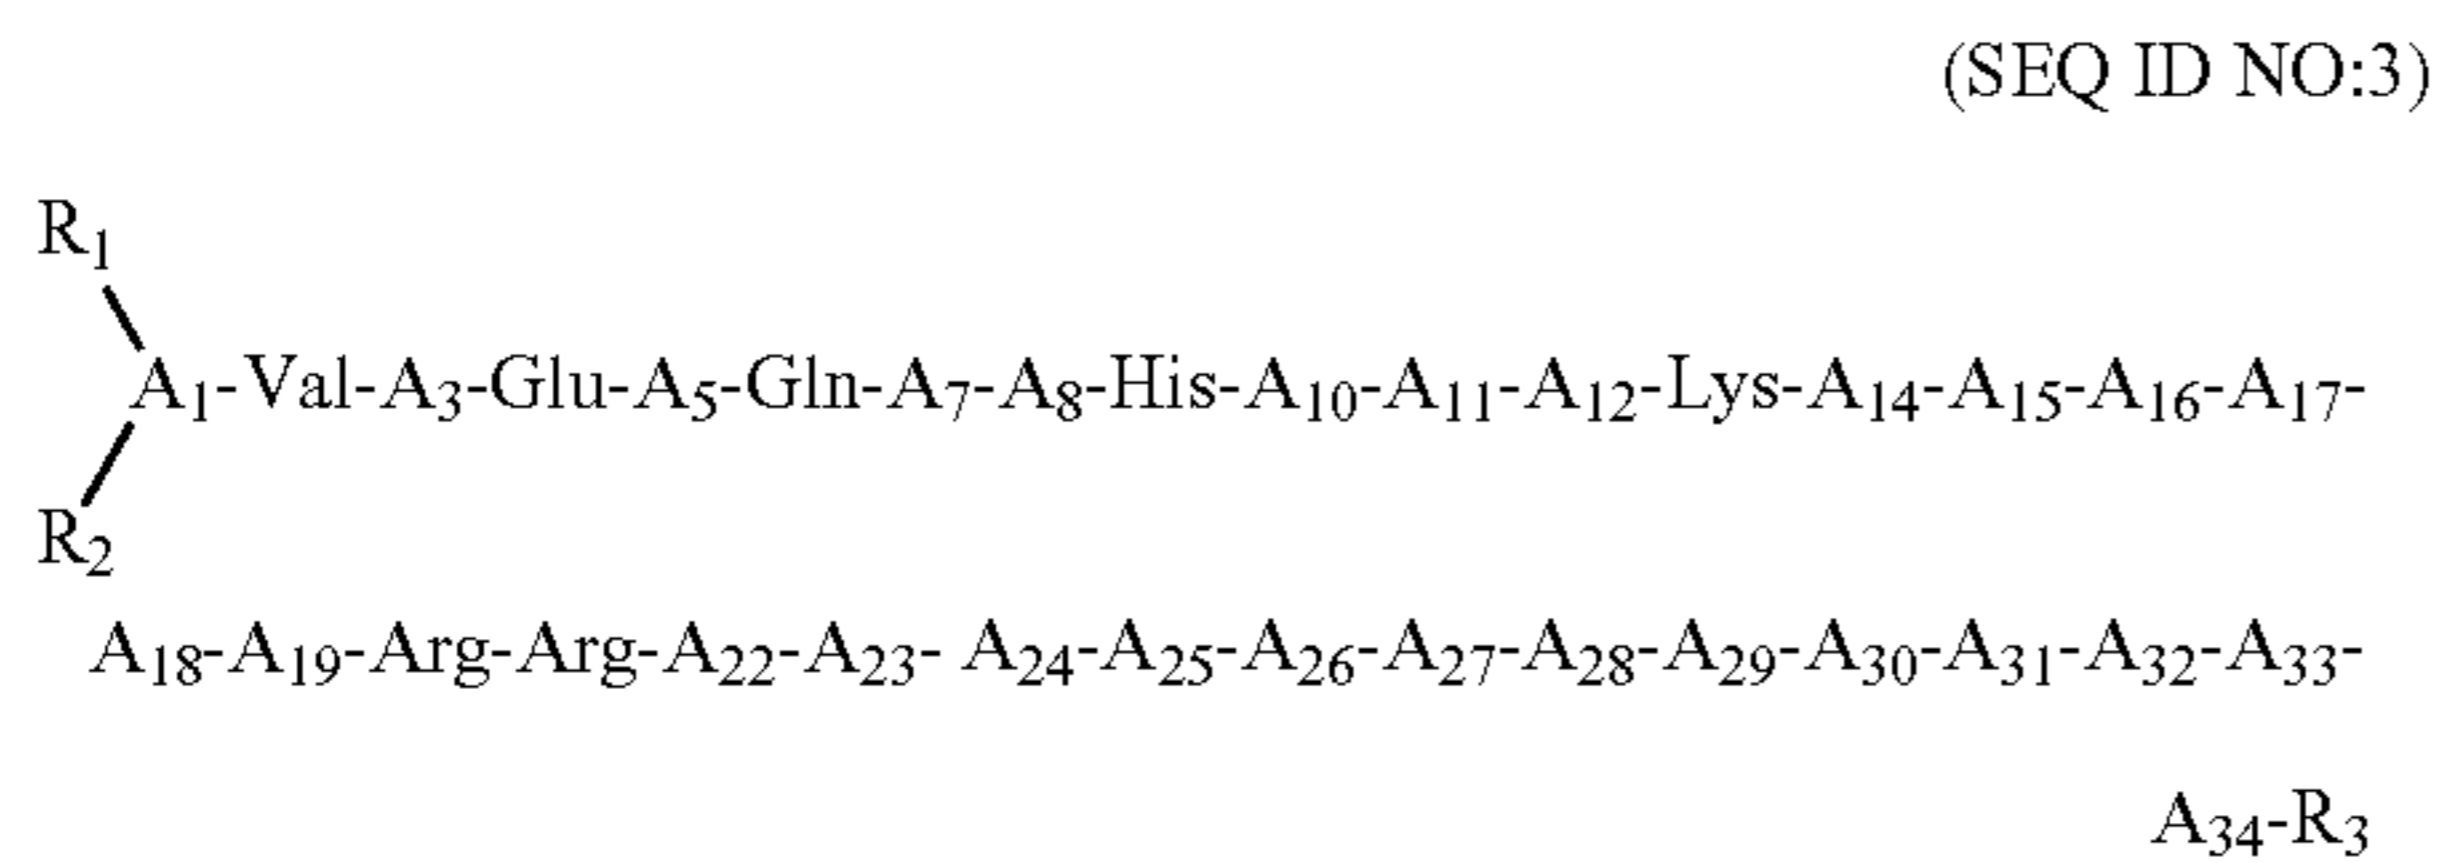 (SEQ ID NO:3)
R₁
A₁-Val-A₃-Glu-A₅-Gln-A₇-A₈-His-A₁₀-A₁₁-A₁₂-Lys-A₁₄-A₁₅-A₁₆-A₁₇-
R₂
A₁₈-A₁₉-Arg-Arg-A₂₂-A₂₃- A₂₄-A₂₅-A₂₆-A₂₇-A₂₈-A₂₉-A₃₀-A₃₁-A₃₂-A₃₃-
A₃₄-R₃